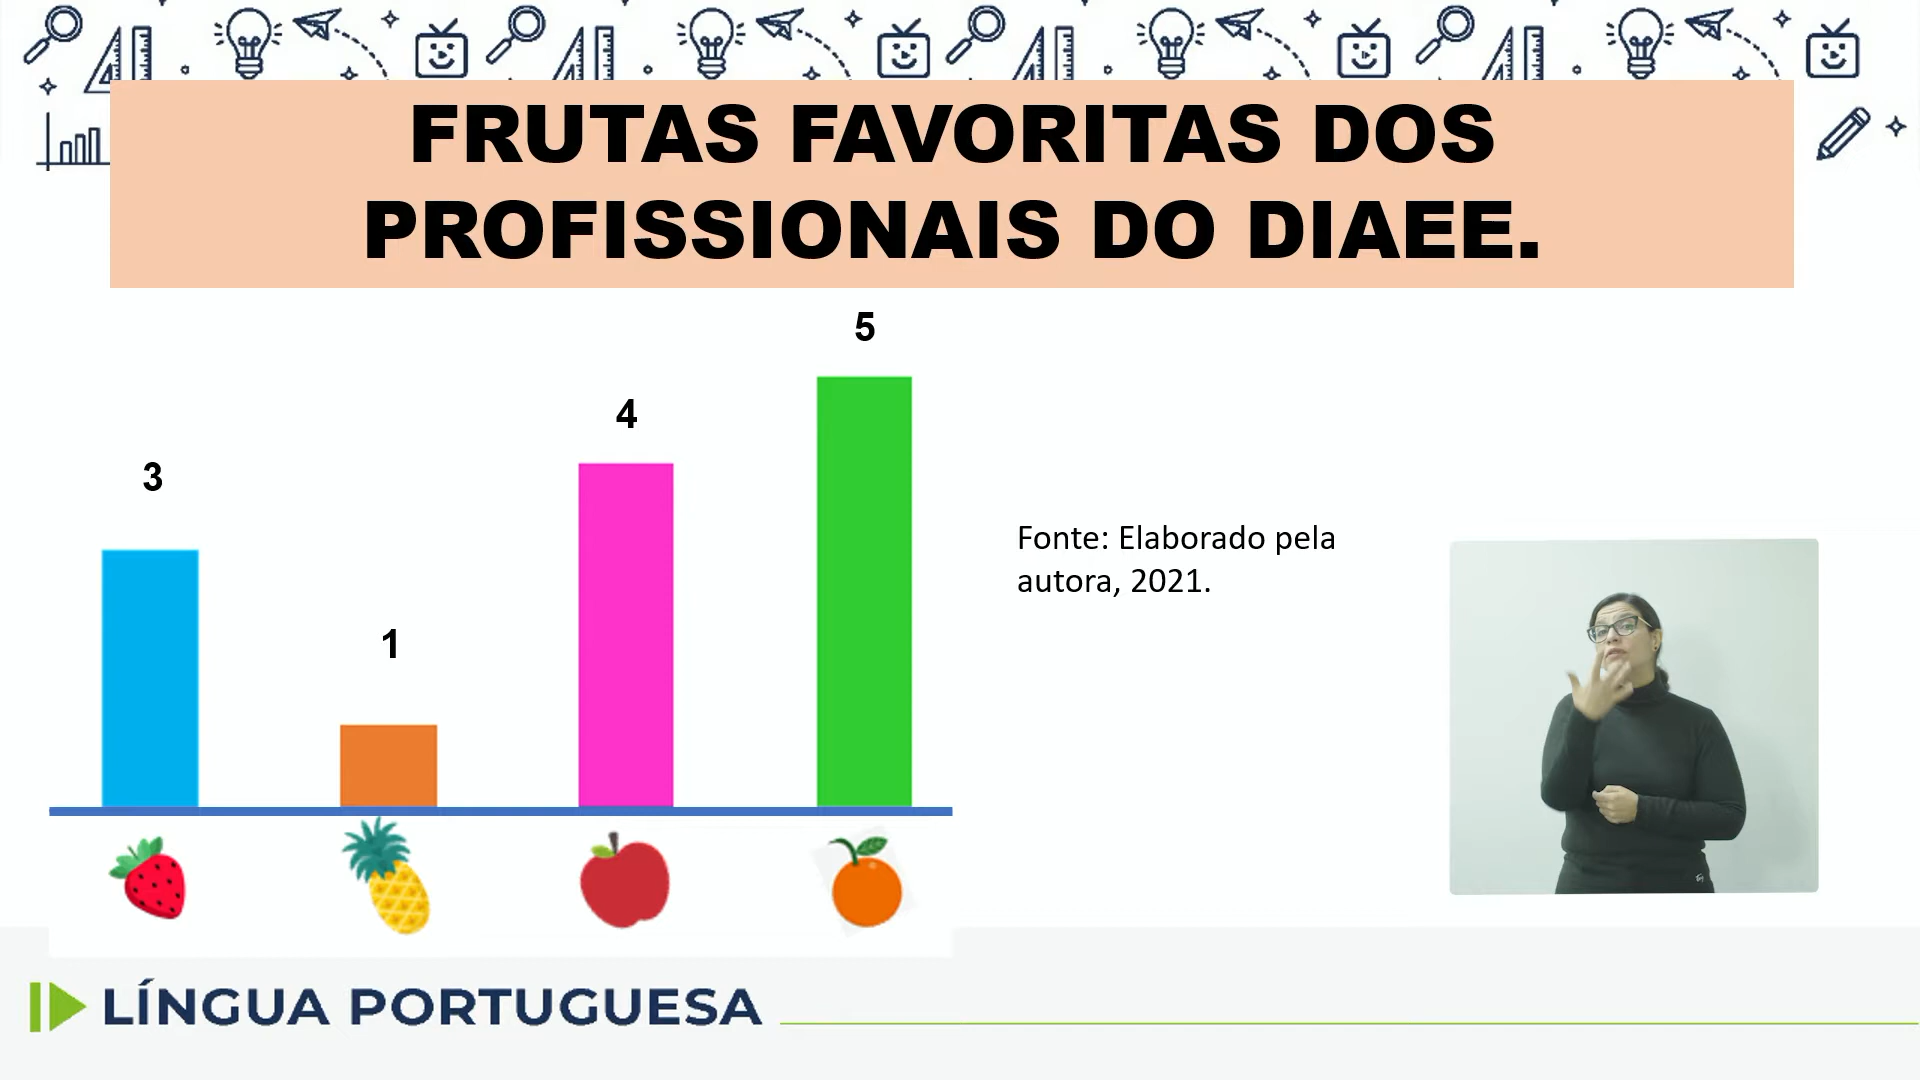 FRUTAS FAVORITAS DOS
PROFISSIONAIS DO DIAEE.
5
4
3
1
Fonte: Elaborado pela
autora, 2021.
LÍNGUA PORTUGUESA